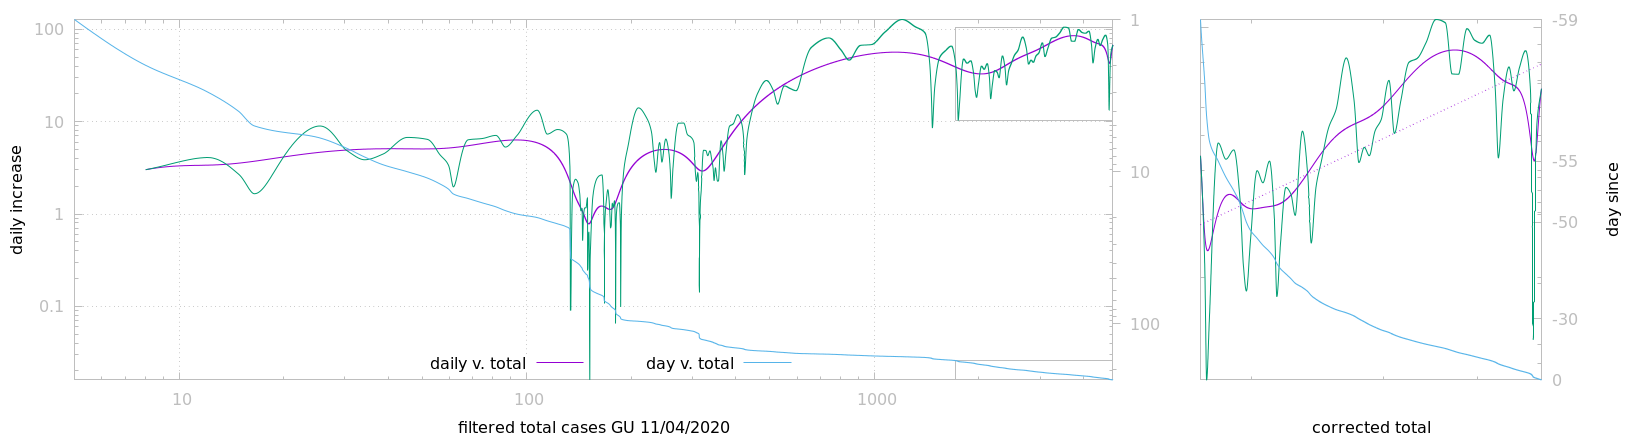 daily increase
100
10
1
0.1
daily v. total
day v. total
10
100
1000
filtered total cases GU 11/04/2020
1
10
100
-59
-55
-50
-30
0
day since
corrected total